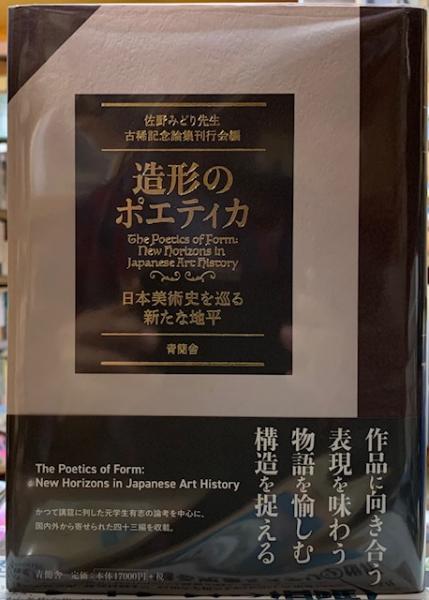 佐野みどり先生
古稀記念論集刊行会編
造形の
ポエティカ
The Poetics of Form:
New Horizons in
Japanese Art History
日本美術史を巡る
新たな地平
青簡舎
作品に向き合う
表現を味わう
物語を愉しむ
構造を捉える
The Poetics of Form:
New Horizons in Japanese Art History
かつて講筵に列した元学生有志の論考を中心に、
国内外から寄せられた四十三編を収載。
青簡舎 定価:本体17000円+税